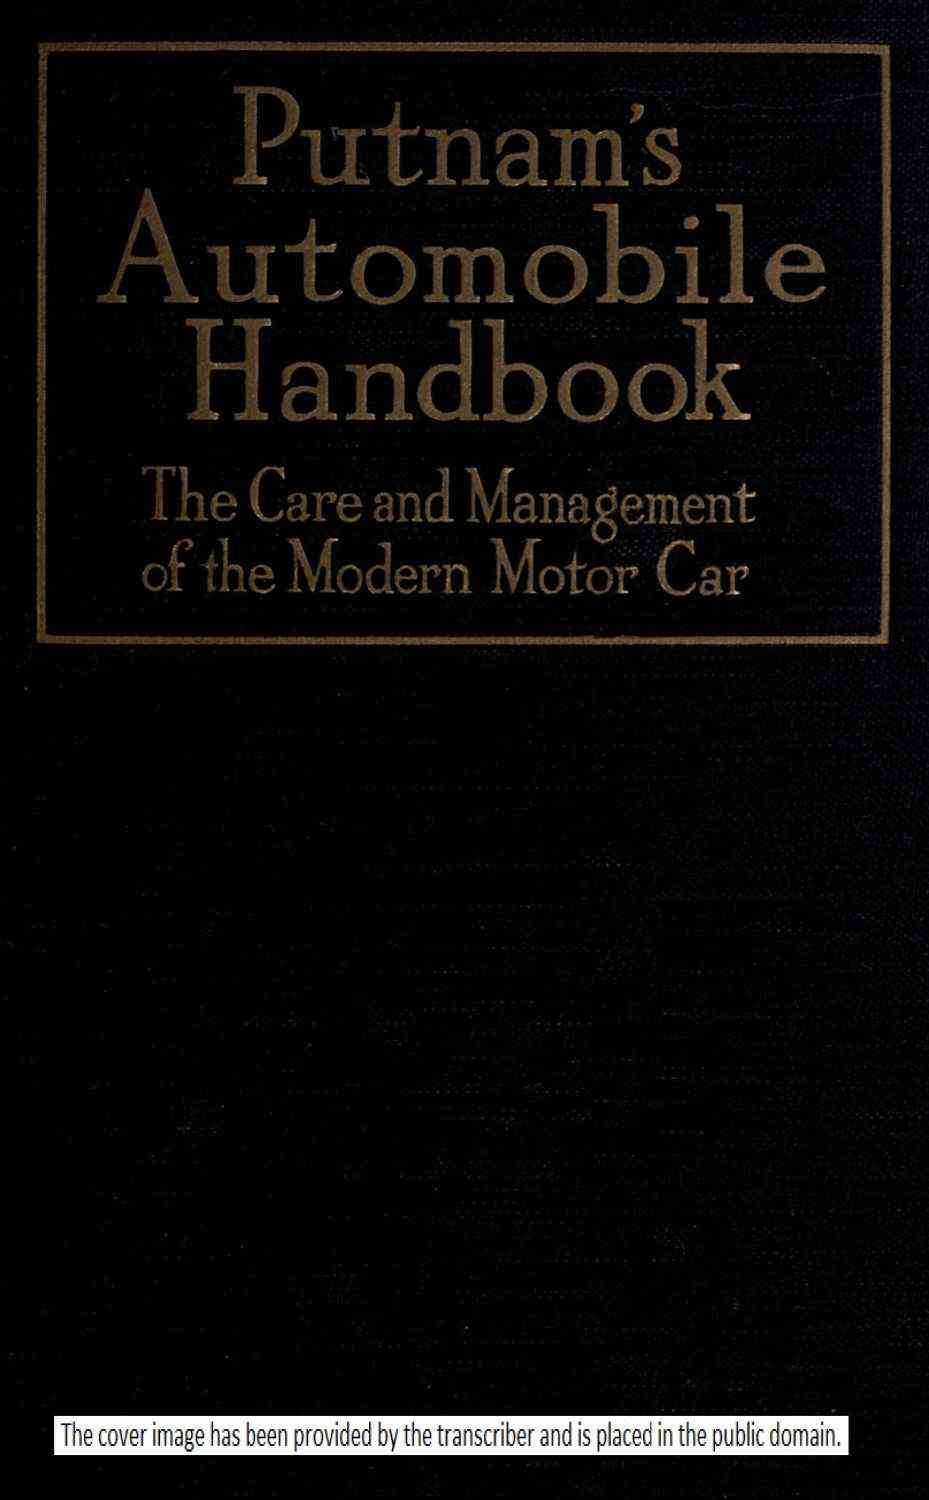 Putnam's
Automobile
Handbook
The Care and Management
of the Modern Motor Car
The cover image has been provided by the transcriber and is placed in the public domain.